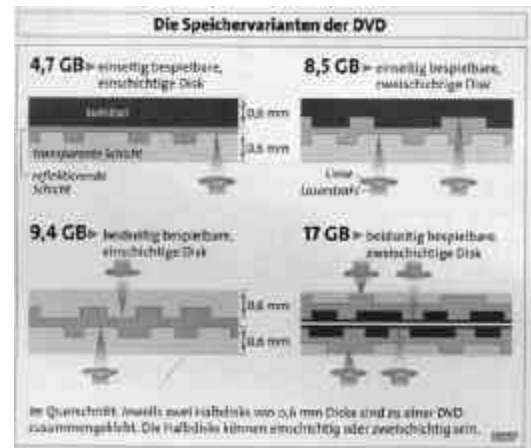 Die Speichervarianten der DVD
4,7 GB einseitig bespielbare,
einschichtige Disk
8,5 GB einseitig bespielbare,
zweischichtige Disk
0,6 mm
0,6 mm
transparente Schicht
reflektierende
Schicht
Linse
Laserstrahl
9,4 GB beidseitig bespielbare,
einschichtige Disk
17 GB beidseitig bespielbare,
zweischichtige Disk
0,6 mm
0,6 mm
Im Querschnitt. Jeweils zwei Halbdisks von 0,6 mm Dicke sind zu einer DVD
zusammengeklebt. Die Halbdisks können einschichtig oder zweischichtig sein.